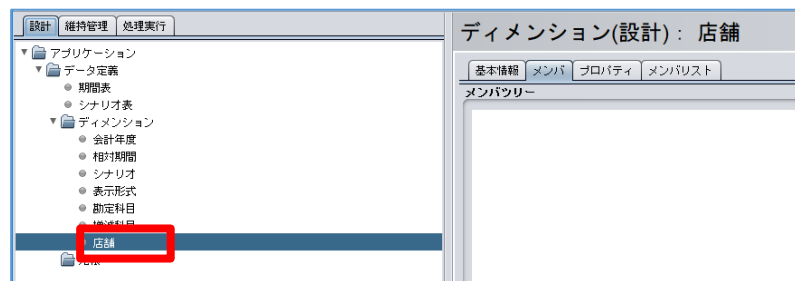 設計 維持管理 処理実行
アプリケーション
データ定義
期間表
シナリオ表
ディメンション
会計年度
相対期間
シナリオ
表示形式
勘定科目
店舗
ディメンション(設計)： 店舗
基本情報 メンバ プロパティ メンバリスト
メンバツリー